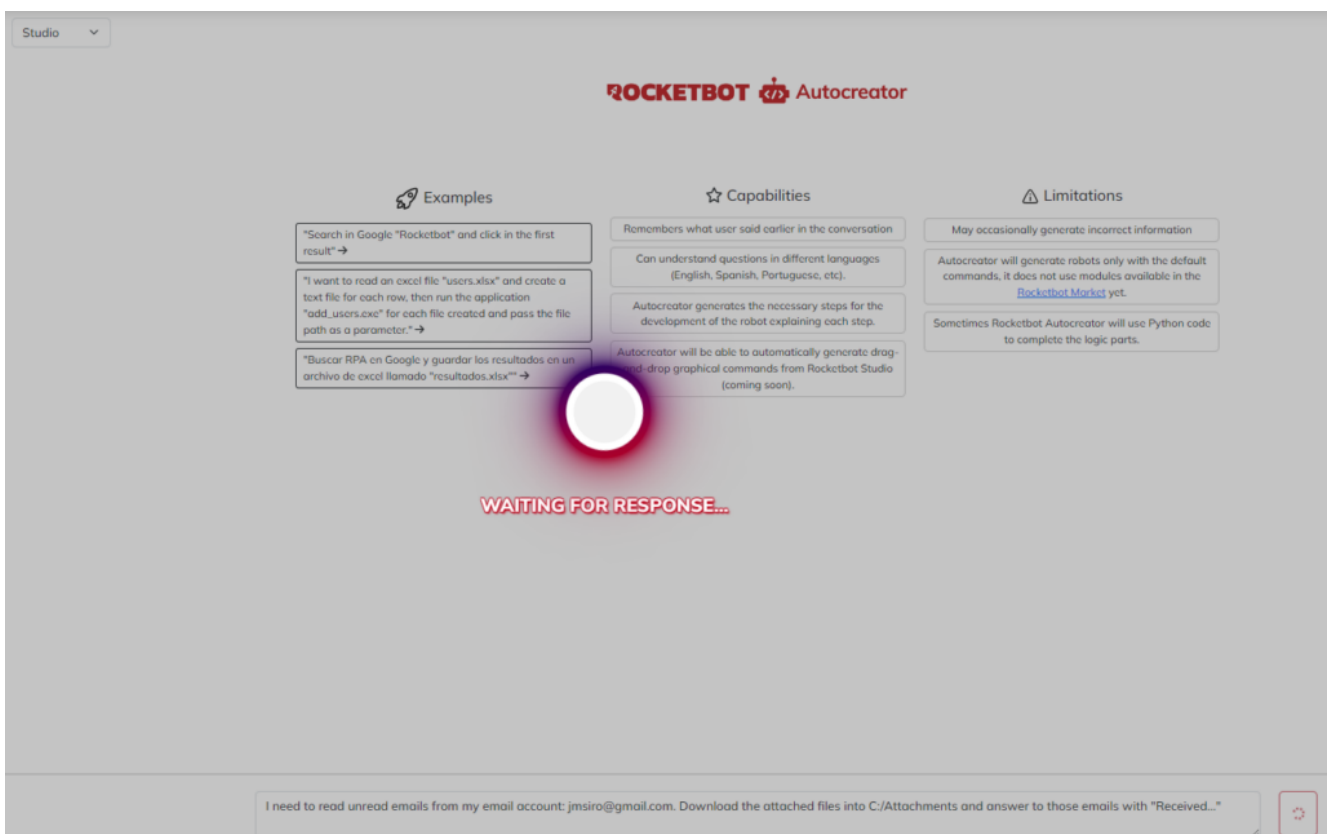 Studio
ROCKETBOT Autocreator
Examples
"Search in Google "Rocketbot" and click in the first
result" →
"I want to read an excel file "users.xlsx" and create a
text file for each row, then run the application
"add_users.exe" for each file created and pass the file
path as a parameter." →
"Buscar RPA en Google y guardar los resultados en un
archivo de excel llamado "resultados.xlsx"" →
Capabilities
Remembers what user said earlier in the conversation
Can understand questions in different languages
(English, Spanish, Portuguese, etc).
Autocreator generates the necessary steps for the
development of the robot explaining each step.
Autocreator will be able to automatically generate drag-
and-drop graphical commands from Rocketbot Studio
(coming soon).
Limitations
May occasionally generate incorrect information
Autocreator will generate robots only with the default
commands, it does not use modules available in the
Rocketbot Market yet.
Sometimes Rocketbot Autocreator will use Python code
to complete the logic parts.
WAITING FOR RESPONSE...
I need to read unread emails from my email account: jmsiro@gmail.com. Download the attached files into C:/Attachments and answer to those emails with "Received..."